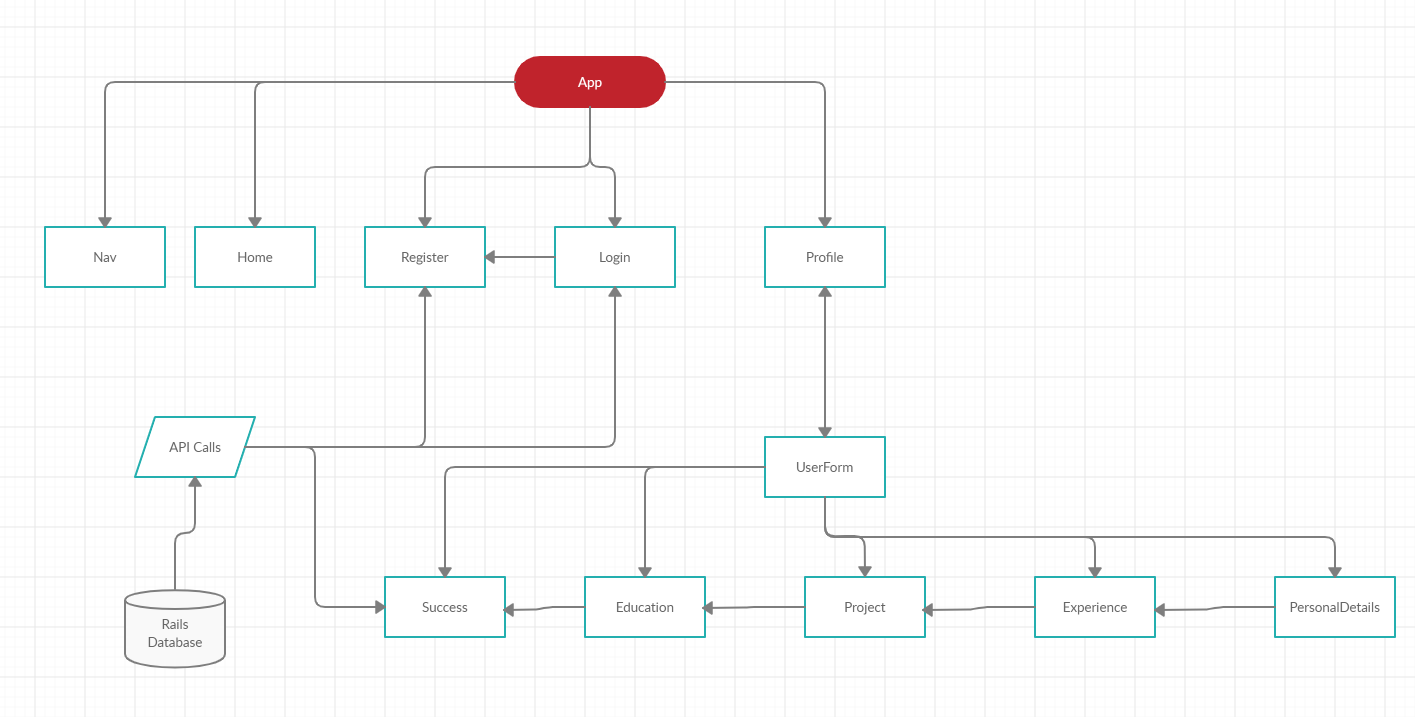 App
Nav
Home
Register
Login
Profile
API Calls
UserForm
Success
Education
Project
Experience
PersonalDetails
Rails
Database